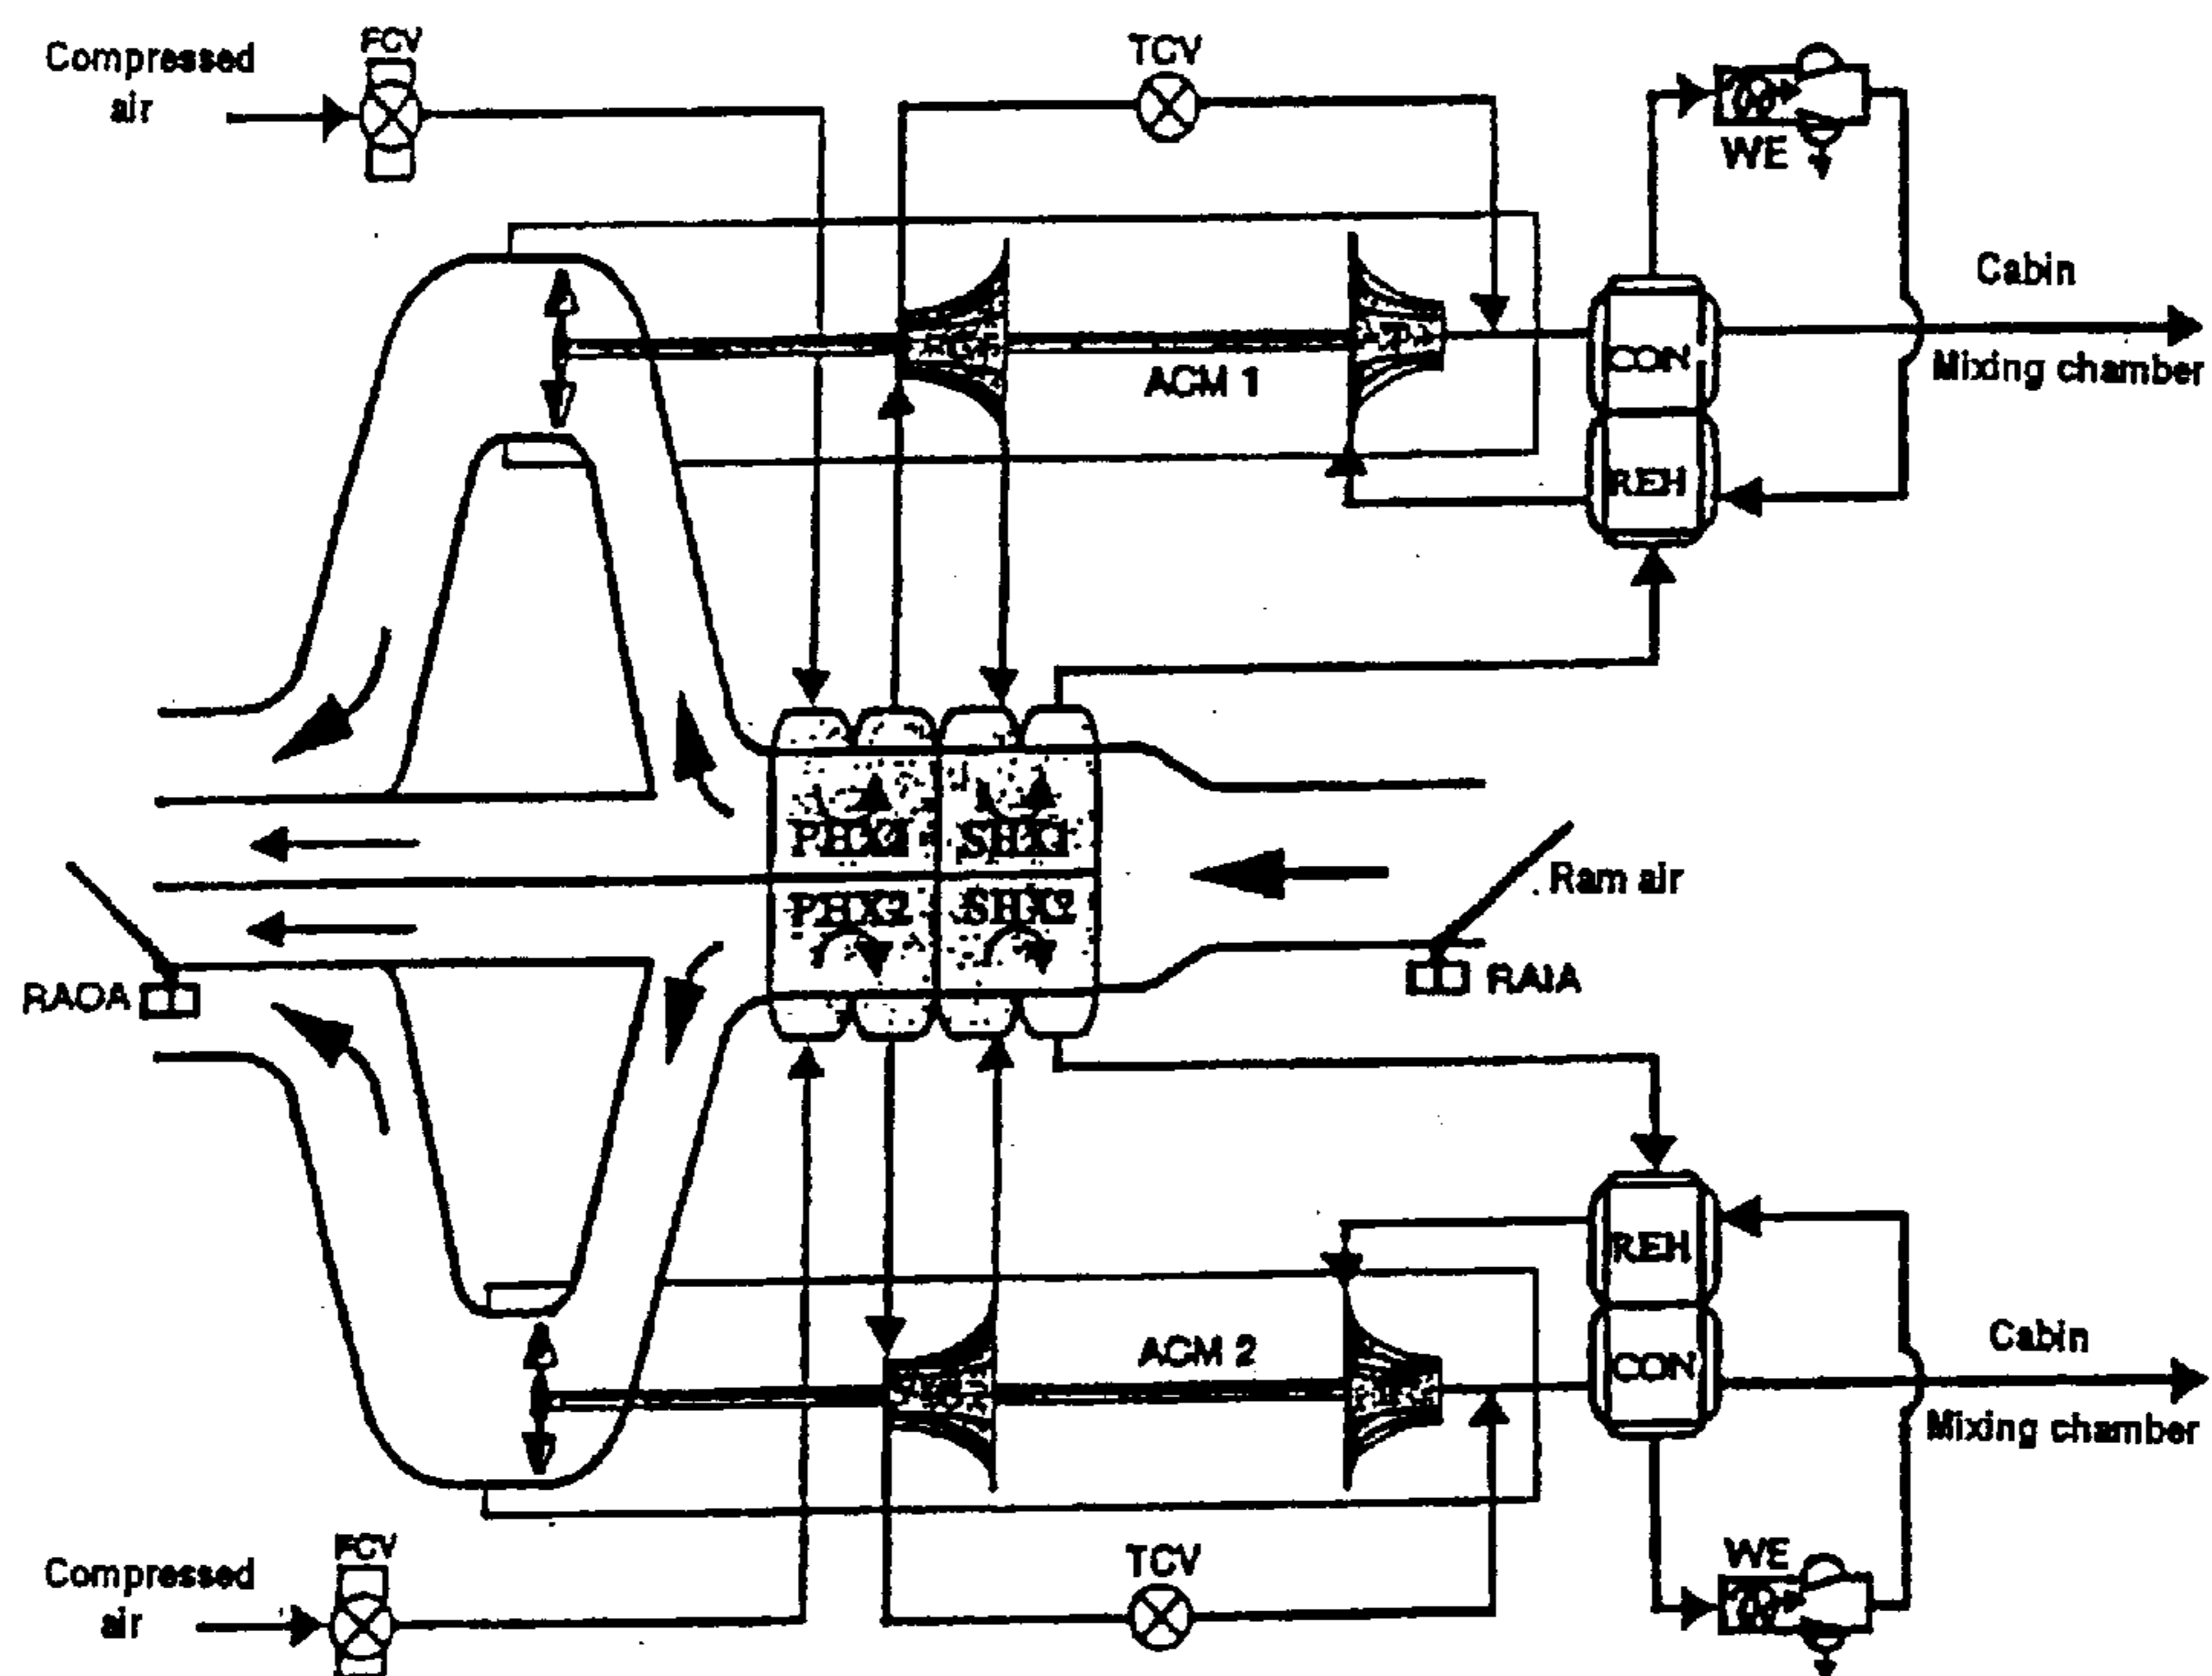 Compressed
air
FCV
TCV
WE
Cabin
Mixing chamber
ACM 1
CON
REH
PHX1
SHX1
Ram air
PHX2
SHX2
RAOA
RAIA
REH
ACM 2
CON
Cabin
Mixing chamber
Compressed
air
FCV
TCV
WE